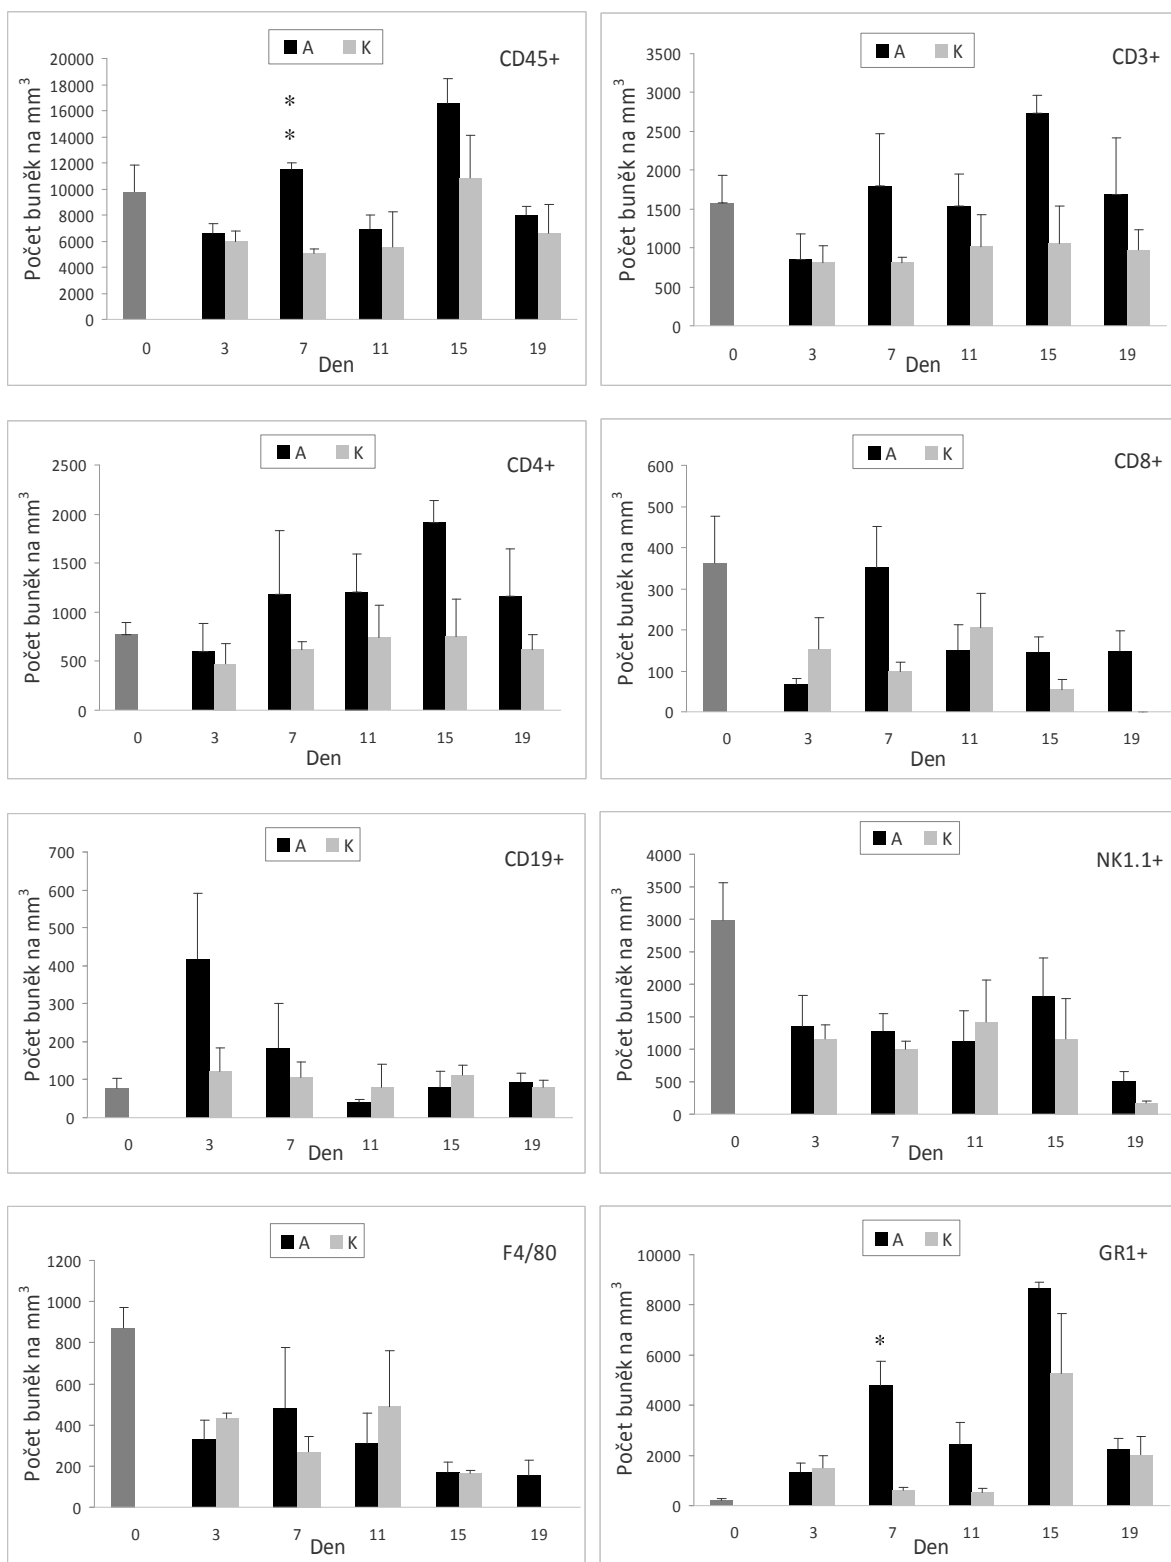 A K
CD45+
Počet buněk na mm³
20000
18000
16000
14000
12000
10000
8000
6000
4000
2000
0
*
*
0 3 7 11 15 19
Den
A K
CD3+
Počet buněk na mm³
3500
3000
2500
2000
1500
1000
500
0
0 3 7 11 15 19
Den
A K
CD4+
Počet buněk na mm³
2500
2000
1500
1000
500
0
0 3 7 11 15 19
Den
A K
CD8+
Počet buněk na mm³
600
500
400
300
200
100
0
0 3 7 11 15 19
Den
A K
CD19+
Počet buněk na mm³
700
600
500
400
300
200
100
0
0 3 7 11 15 19
Den
A K
NK1.1+
Počet buněk na mm³
4000
3500
3000
2500
2000
1500
1000
500
0
0 3 7 11 15 19
Den
A K
F4/80
Počet buněk na mm³
1200
1000
800
600
400
200
0
0 3 7 11 15 19
Den
A K
GR1+
Počet buněk na mm³
10000
8000
6000
4000
2000
0
*
0 3 7 11 15 19
Den